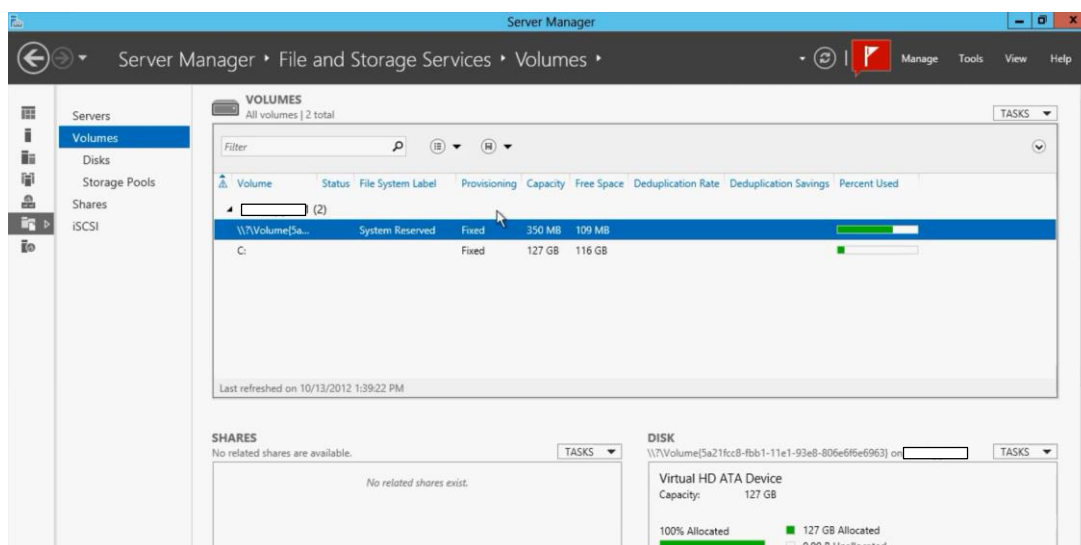 Server Manager
Server Manager ‣ File and Storage Services ‣ Volumes ‣
Manage Tools View Help
Servers
Volumes
Disks
Storage Pools
Shares
iSCSI
VOLUMES
All volumes | 2 total
TASKS
Filter
Volume Status File System Label Provisioning Capacity Free Space Deduplication Rate Deduplication Savings Percent Used
(2)
\\?\Volume{5a... System Reserved Fixed 350 MB 109 MB
C: Fixed 127 GB 116 GB
Last refreshed on 10/13/2012 1:39:22 PM
SHARES
No related shares are available.
TASKS
No related shares exist.
DISK
\\?\Volume{5a21fcc8-fbb1-11e1-93e8-806e6f6e6963} on
TASKS
Virtual HD ATA Device
Capacity: 127 GB
100% Allocated 127 GB Allocated